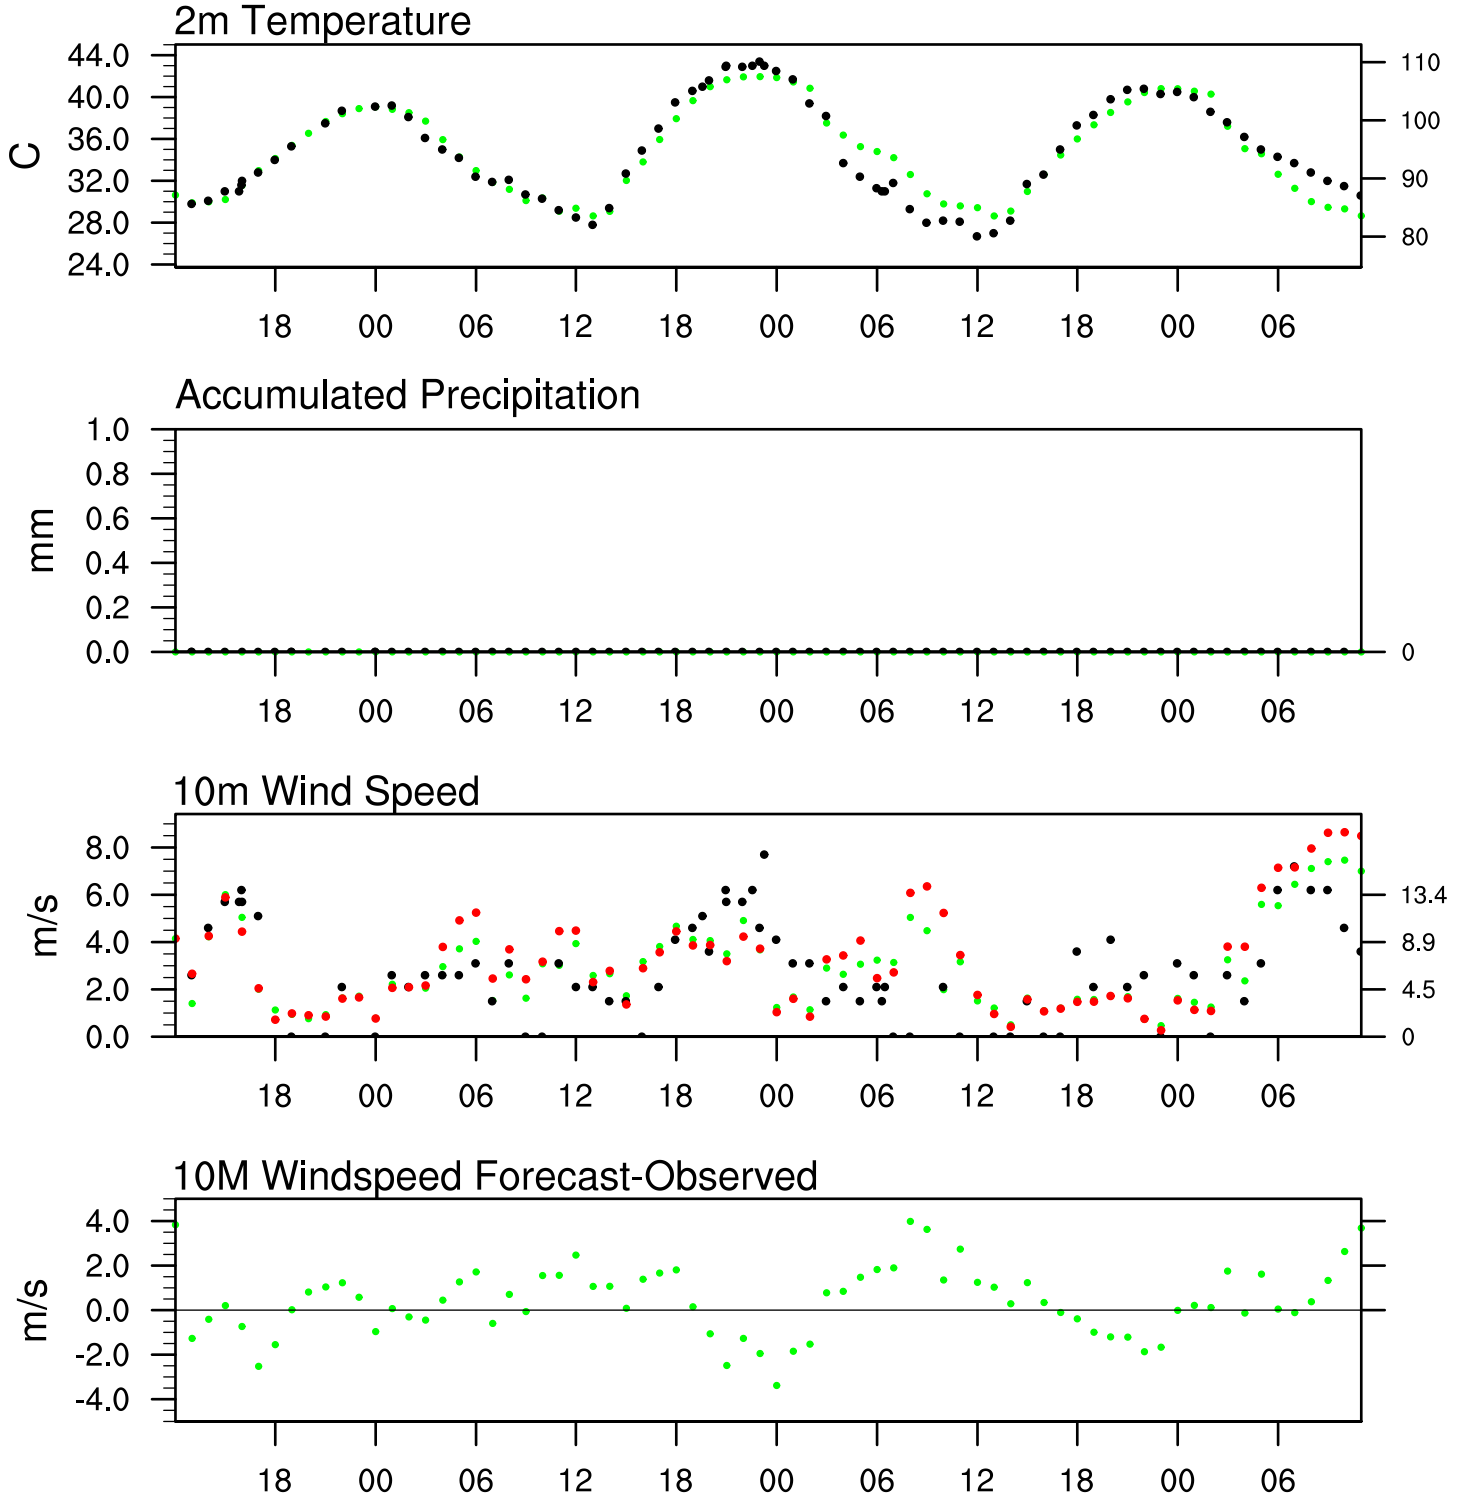 2m Temperature
44.0
40.0
36.0
32.0
28.0
24.0
C
110
100
90
80
18 00 06 12 18 00 06 12 18 00 06
Accumulated Precipitation
1.0
0.8
0.6
0.4
0.2
0.0
mm
0
18 00 06 12 18 00 06 12 18 00 06
10m Wind Speed
8.0
6.0
4.0
2.0
0.0
m/s
13.4
8.9
4.5
0
18 00 06 12 18 00 06 12 18 00 06
10M Windspeed Forecast-Observed
4.0
2.0
0.0
-2.0
-4.0
m/s
18 00 06 12 18 00 06 12 18 00 06